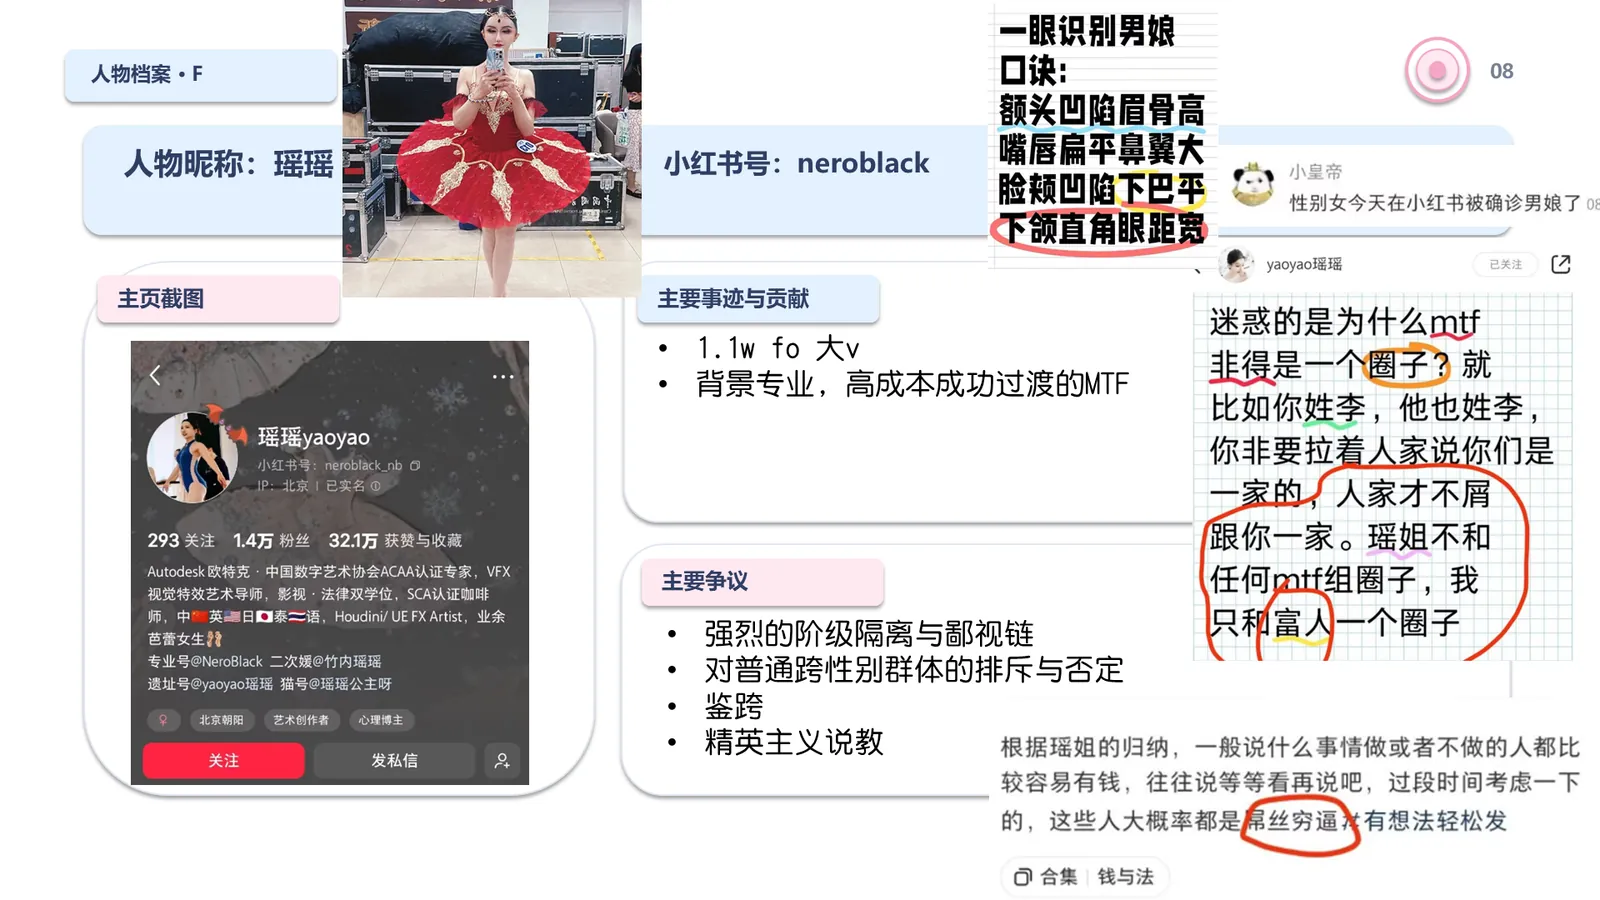 人物档案·F
08
人物昵称：瑶瑶
小红书号：neroblack
一眼识别男娘
口诀：
额头凹陷眉骨高
嘴唇扁平鼻翼大
脸颊凹陷下巴平
下颌直角眼距宽
小皇帝
性别女今天在小红书被确诊男娘了 08
yaoyao瑶瑶
已关注
迷惑的是为什么mtf
非得是一个圈子？就
比如你姓李，他也姓李，
你非要拉着人家说你们是
一家的，人家才不屑
跟你一家。瑶姐不和
任何mtf组圈子，我
只和富人一个圈子
主页截图
瑶瑶yaoyao
小红书号：neroblack_nb
IP：北京 | 已实名
293 关注 1.4万 粉丝 32.1万 获赞与收藏
Autodesk 欧特克 · 中国数字艺术协会ACAA认证专家，VFX
视觉特效艺术导师，影视 · 法律双学位，SCA认证咖啡
师，中🇨🇳英🇺🇸日🇯🇵泰🇹🇭语，Houdini/ UE FX Artist，业余
芭蕾女生🩰
专业号@NeroBlack 二次媛@竹内瑶瑶
遗址号@yaoyao瑶瑶 猫号@瑶瑶公主呀
♀ 北京朝阳 艺术创作者 心理博主
关注 发私信
主要事迹与贡献
• 1.1w fo 大v
• 背景专业，高成本成功过渡的MTF
主要争议
• 强烈的阶级隔离与鄙视链
• 对普通跨性别群体的排斥与否定
• 鉴跨
• 精英主义说教
根据瑶姐的归纳，一般说什么事情做或者不做的人都比
较容易有钱，往往说等等看再说吧，过段时间考虑一下
的，这些人大概率都是屌丝穷逼#有想法轻松发
合集 | 钱与法